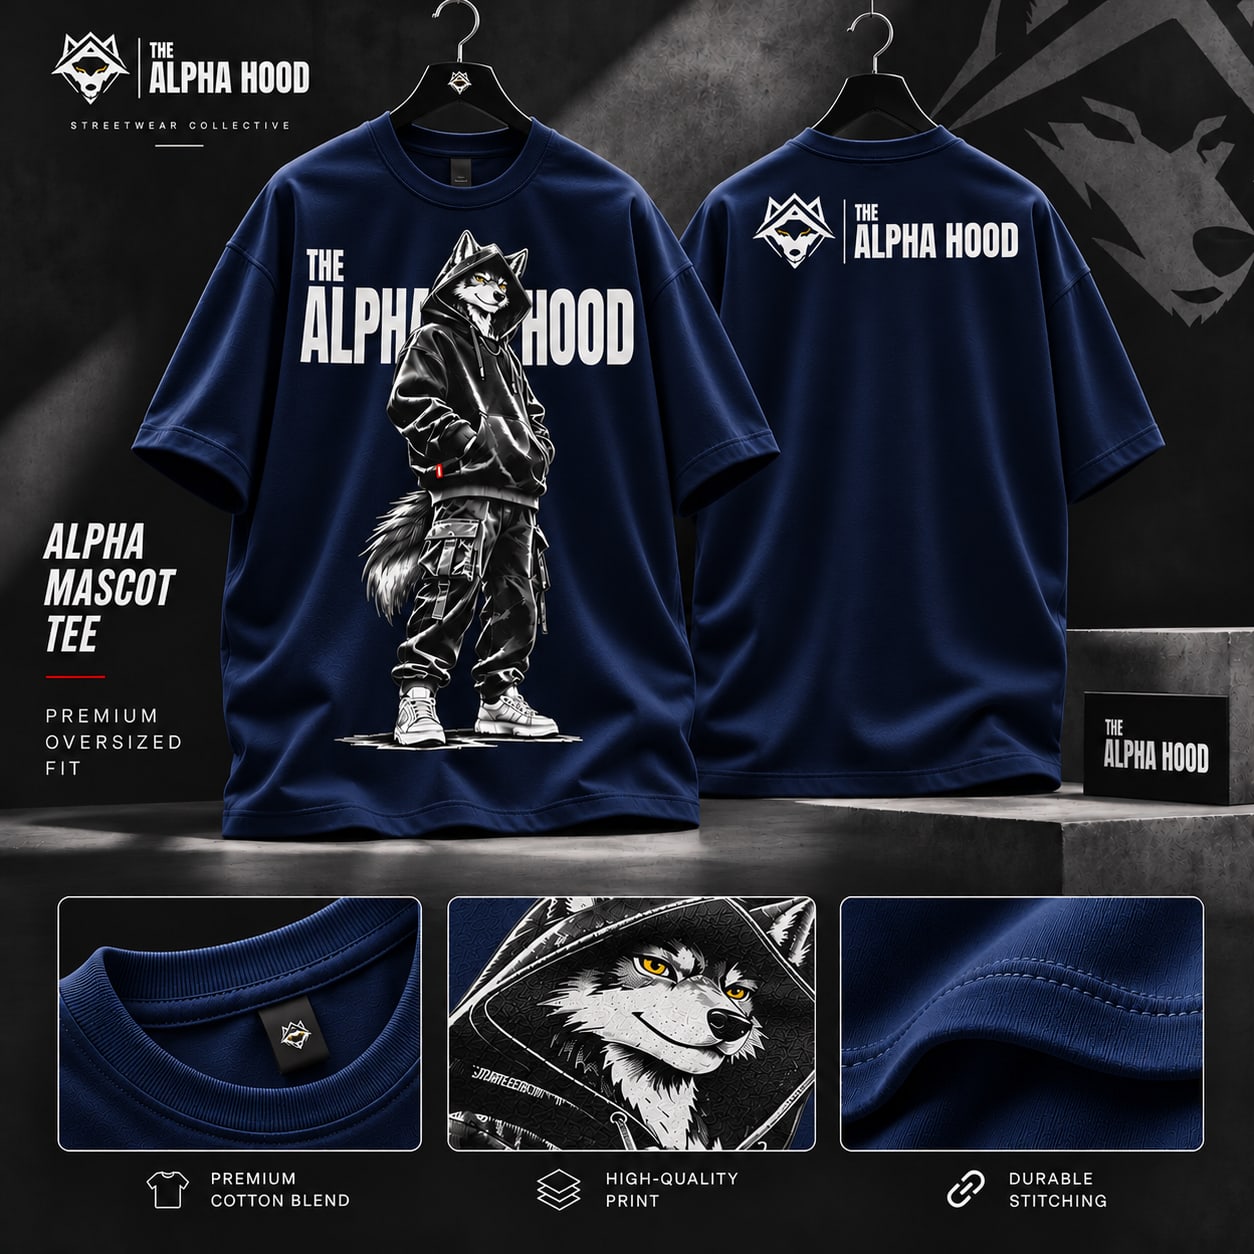 THE
ALPHA HOOD
STREETWEAR COLLECTIVE
THE
ALPHA HOOD
THE
ALPHA HOOD
ALPHA
MASCOT
TEE
PREMIUM
OVERSIZED
FIT
THE
ALPHA HOOD
PREMIUM
COTTON BLEND
HIGH-QUALITY
PRINT
DURABLE
STITCHING